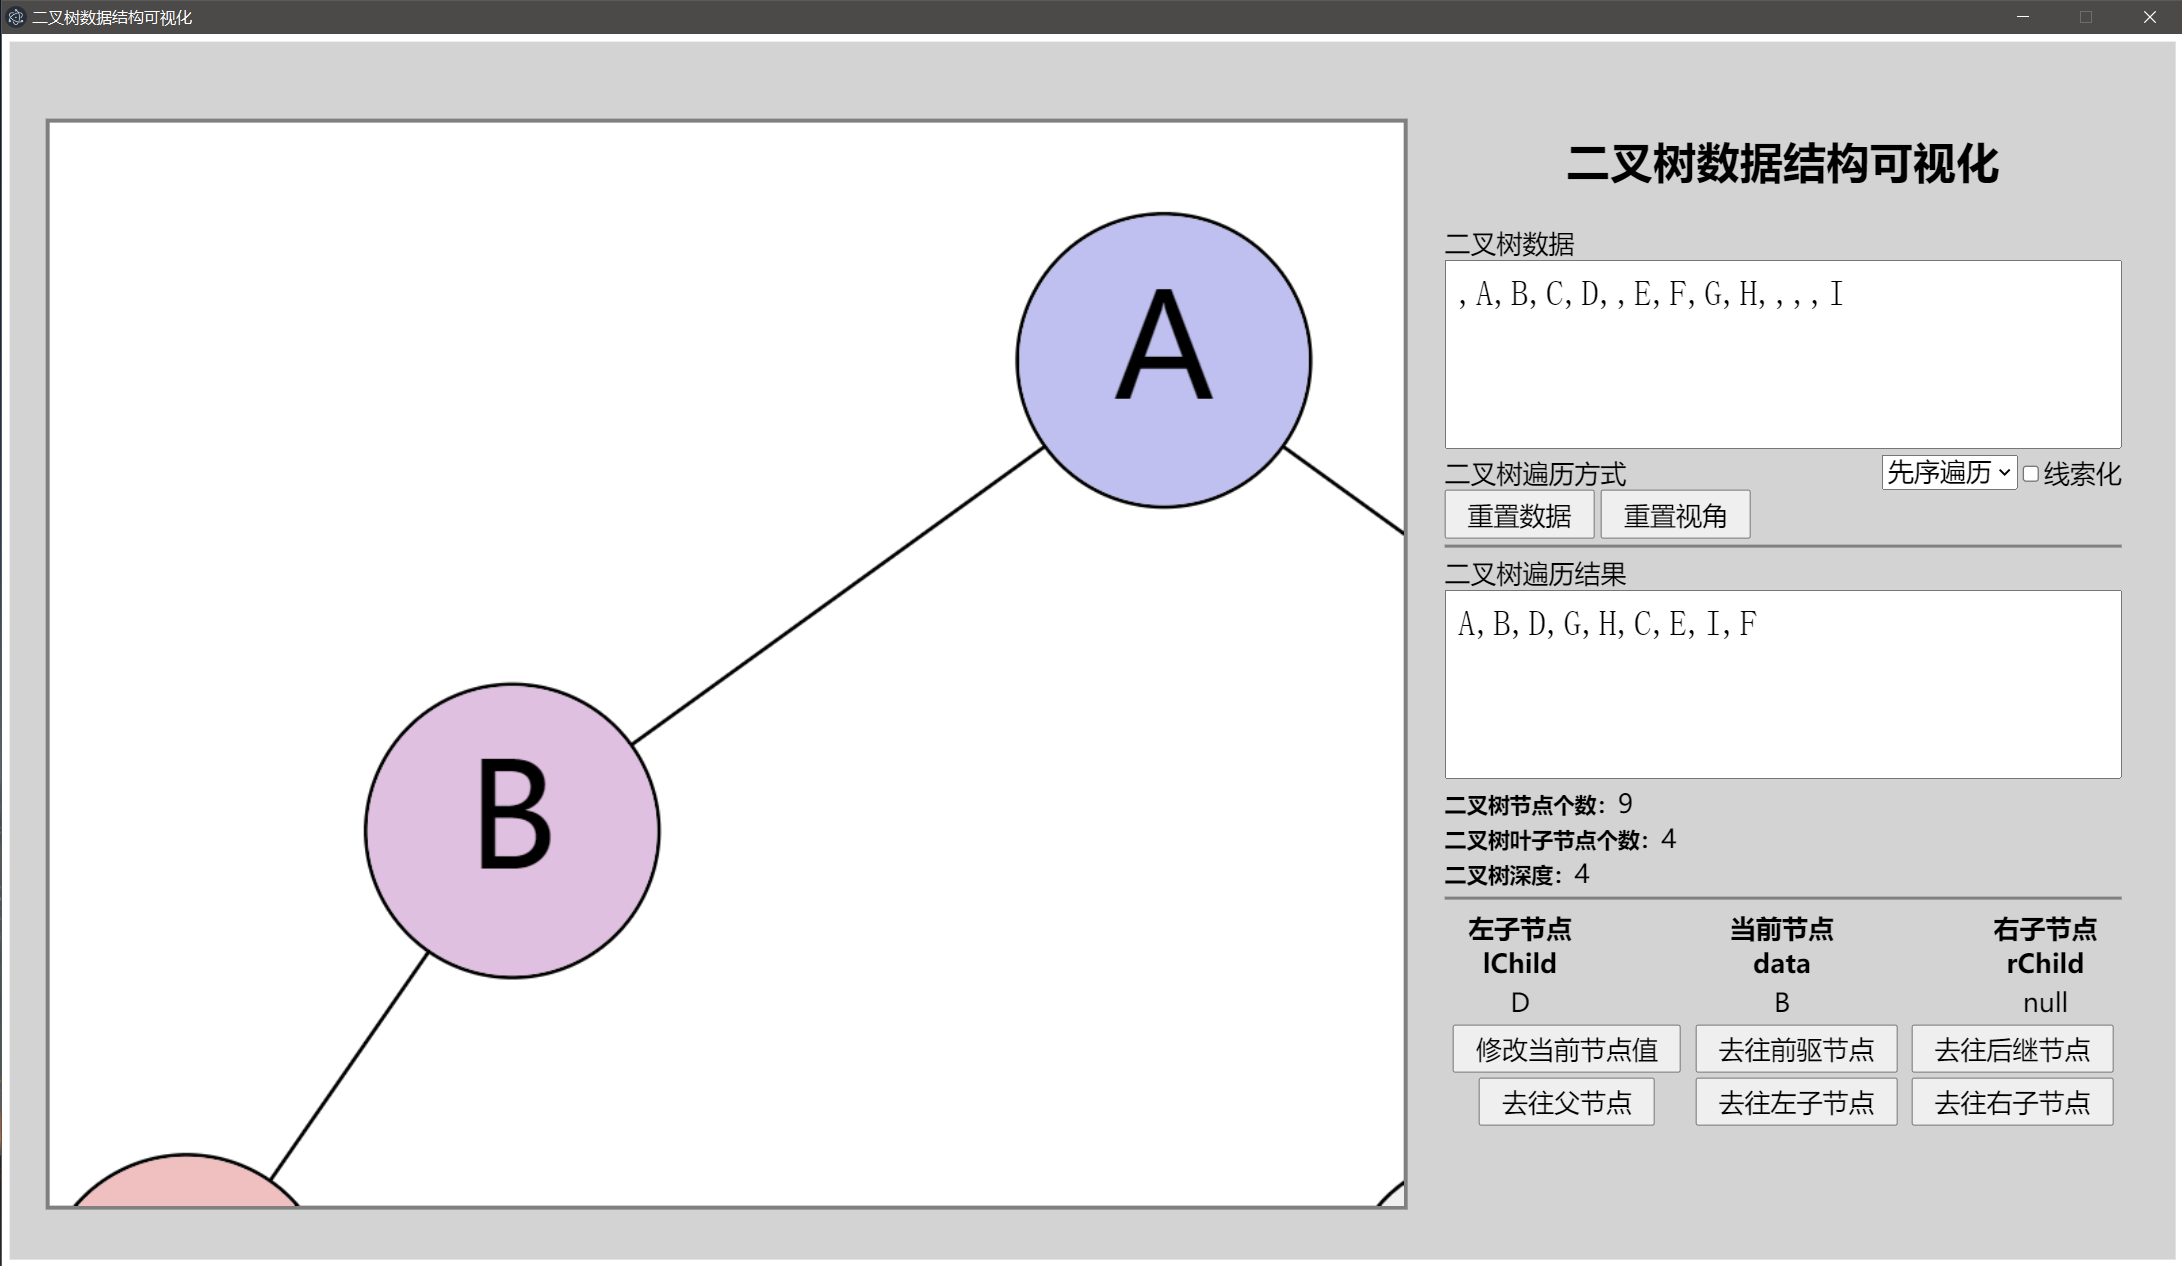 二叉树数据结构可视化
A
B
二叉树数据结构可视化
二叉树数据
,A,B,C,D,,E,F,G,H,,,,I
二叉树遍历方式 先序遍历 线索化
重置数据 重置视角
二叉树遍历结果
A,B,D,G,H,C,E,I,F
二叉树节点个数：9
二叉树叶子节点个数：4
二叉树深度：4
左子节点 当前节点 右子节点
lChild data rChild
D B null
修改当前节点值 去往前驱节点 去往后继节点
去往父节点 去往左子节点 去往右子节点